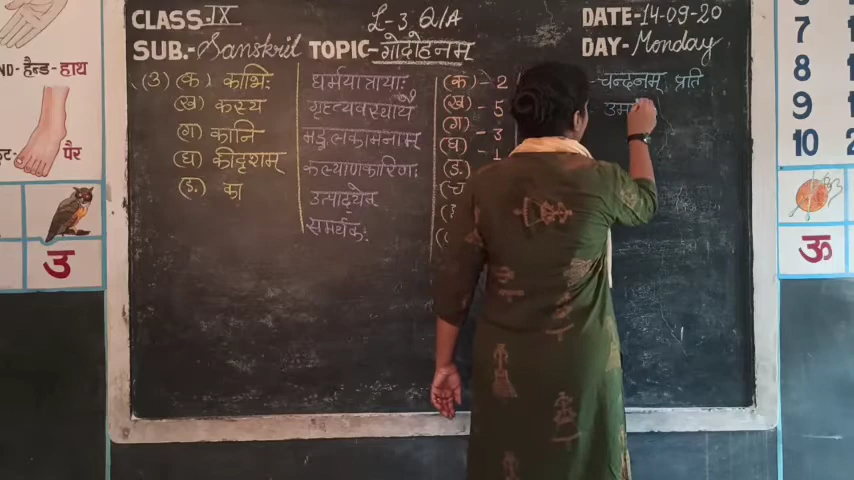 CLASS. IX
L-3 Q/A
DATE-14-09-20
SUB.-Sanskrit TOPIC-गोदोहनम्
DAY-Monday
(3) (क) काभिः
(ख) कस्य
(ग) कानि
(घ) कीदृशम्
(ङ) का
धर्मयात्रायाः
गृहव्यवस्थायै
मङ्गलकामनाम्
कल्याणकारिणः
उत्पादयेत्
समर्थकः
(क) - 2
(ख) - 5
(ग) - 3
(घ) - 1
(ङ)
(च
-चन्दनम् प्रति
ND-हैन्ड-हाथ
पैर
उ
ऊ
7
8
9
10